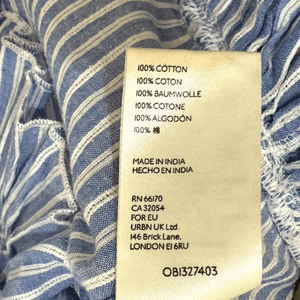 100% COTTON
100% COTON
100% BAUMWOLLE
100% COTONE
100% ALGODÓN
100% 棉
MADE IN INDIA
HECHO EN INDIA
RN 66170
CA 32054
FOR EU
URBN UK Ltd.
146 Brick Lane,
LONDON E1 6RU
OB1327403